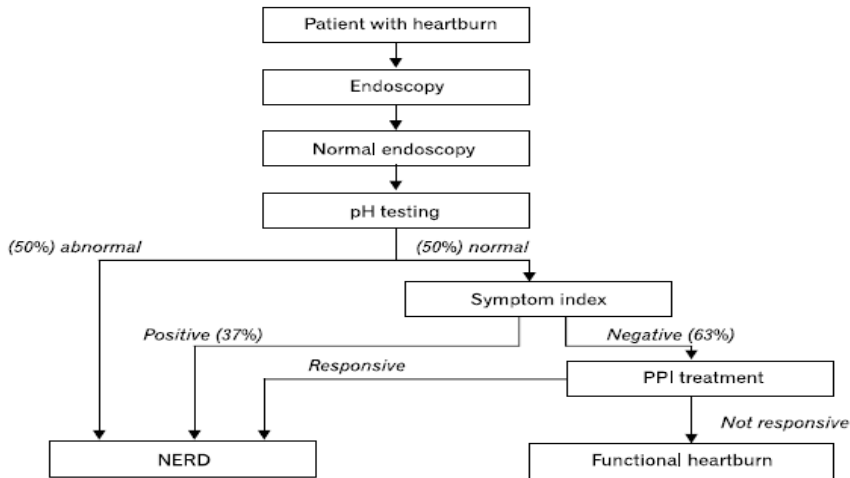 Patient with heartburn
Endoscopy
Normal endoscopy
pH testing
(50%) abnormal
(50%) normal
Symptom index
Positive (37%)
Negative (63%)
Responsive
PPI treatment
Not responsive
NERD
Functional heartburn